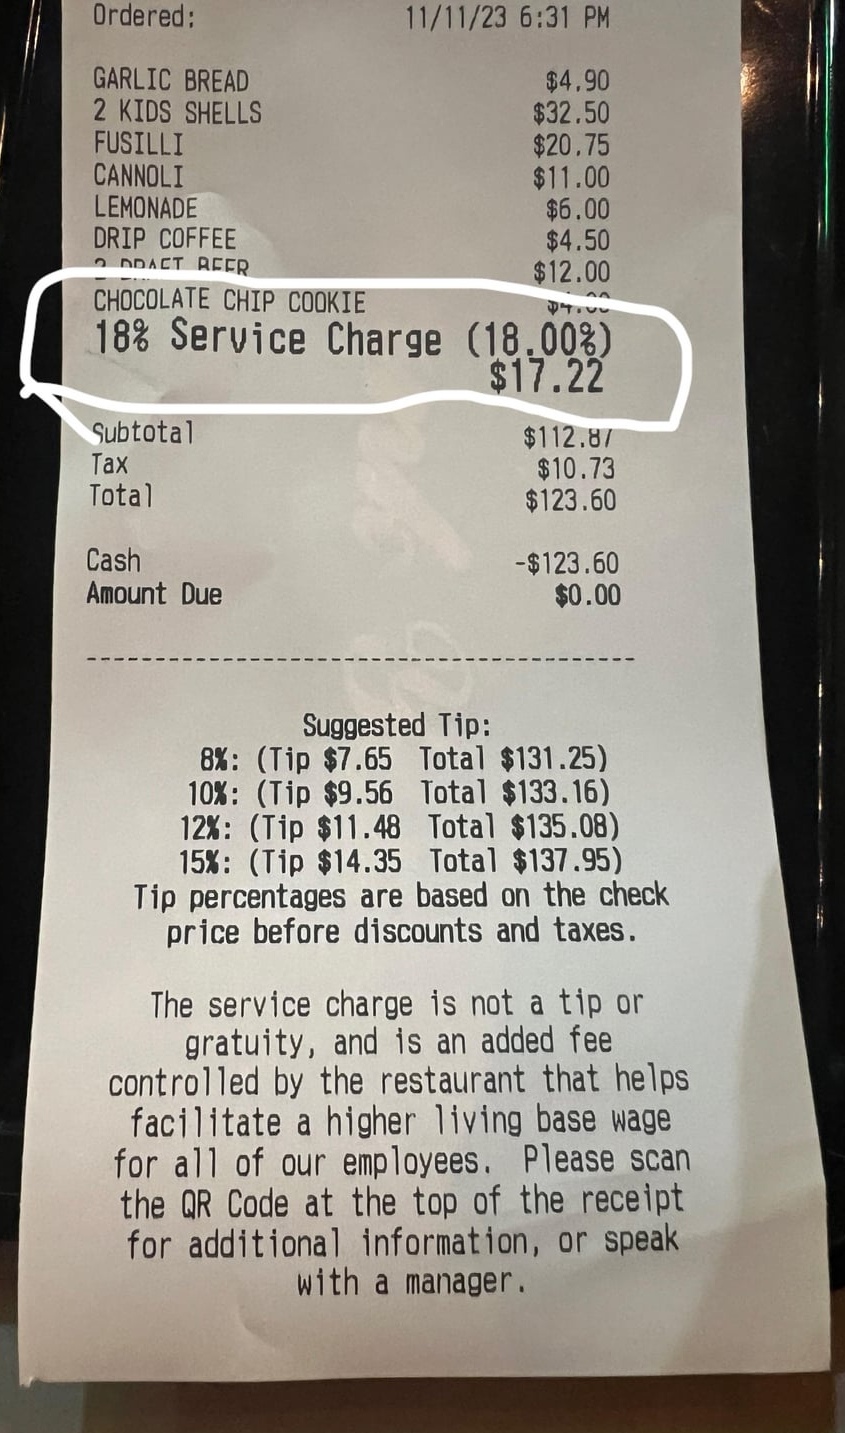 Ordered: 11/11/23 6:31 PM
GARLIC BREAD $4.90
2 KIDS SHELLS $32.50
FUSILLI $20.75
CANNOLI $11.00
LEMONADE $6.00
DRIP COFFEE $4.50
2 DRAFT BEER $12.00
CHOCOLATE CHIP COOKIE $4.00
18% Service Charge (18.00%)
$17.22
Subtotal $112.87
Tax $10.73
Total $123.60
Cash -$123.60
Amount Due $0.00
Suggested Tip:
8%: (Tip $7.65 Total $131.25)
10%: (Tip $9.56 Total $133.16)
12%: (Tip $11.48 Total $135.08)
15%: (Tip $14.35 Total $137.95)
Tip percentages are based on the check
price before discounts and taxes.
The service charge is not a tip or
gratuity, and is an added fee
controlled by the restaurant that helps
facilitate a higher living base wage
for all of our employees. Please scan
the QR Code at the top of the receipt
for additional information, or speak
with a manager.